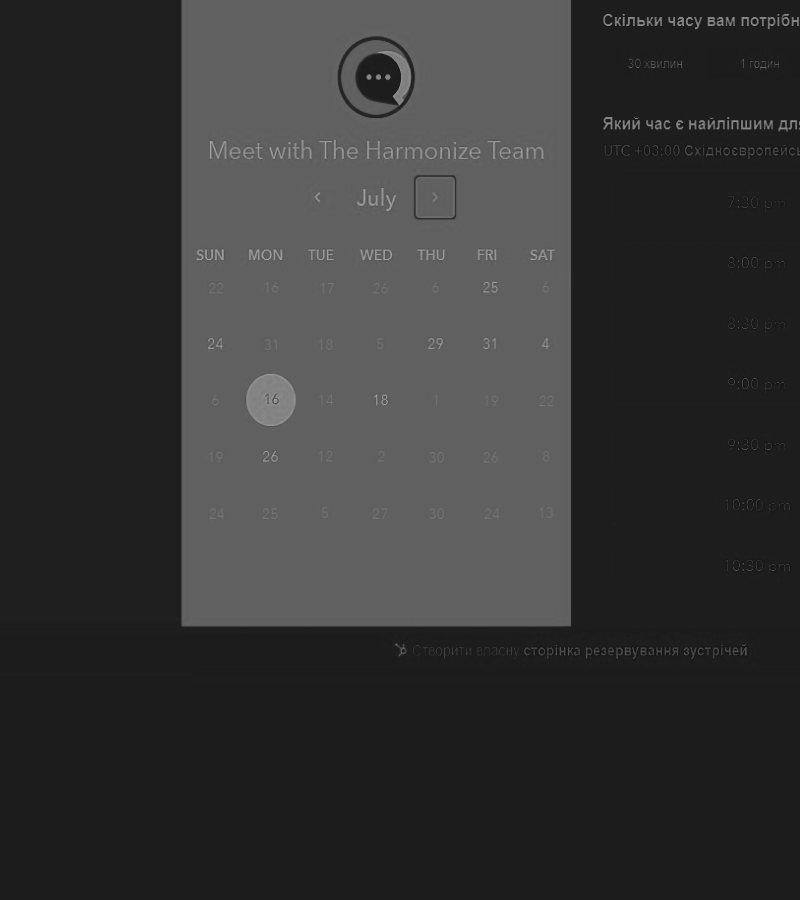 Meet with The Harmonize Team
July
SUN MON TUE WED THU FRI SAT
22 16 17 26 6 25 6
24 31 18 5 29 31 4
6 16 14 18 1 19 22
19 26 12 2 30 26 8
24 25 5 27 30 24 13
Скільки часу вам
30 хвилин 1 годин
Який час є найліпшим
UTC +03:00
7:30 pm
8:00 pm
8:30 pm
9:00 pm
9:30 pm
10:00 pm
10:30 pm
Створити власну сторінка резервування зустрічей